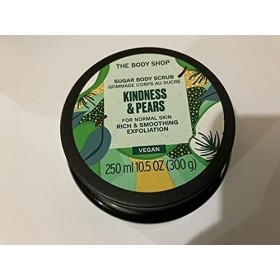 THE BODY SHOP
SUGAR BODY SCRUB
GOMMAGE CORPS AU SUCRE
KINDNESS
& PEARS
FOR NORMAL SKIN
RICH & SMOOTHING
EXFOLIATION
VEGAN
250 ml 10.5 OZ (300 g)